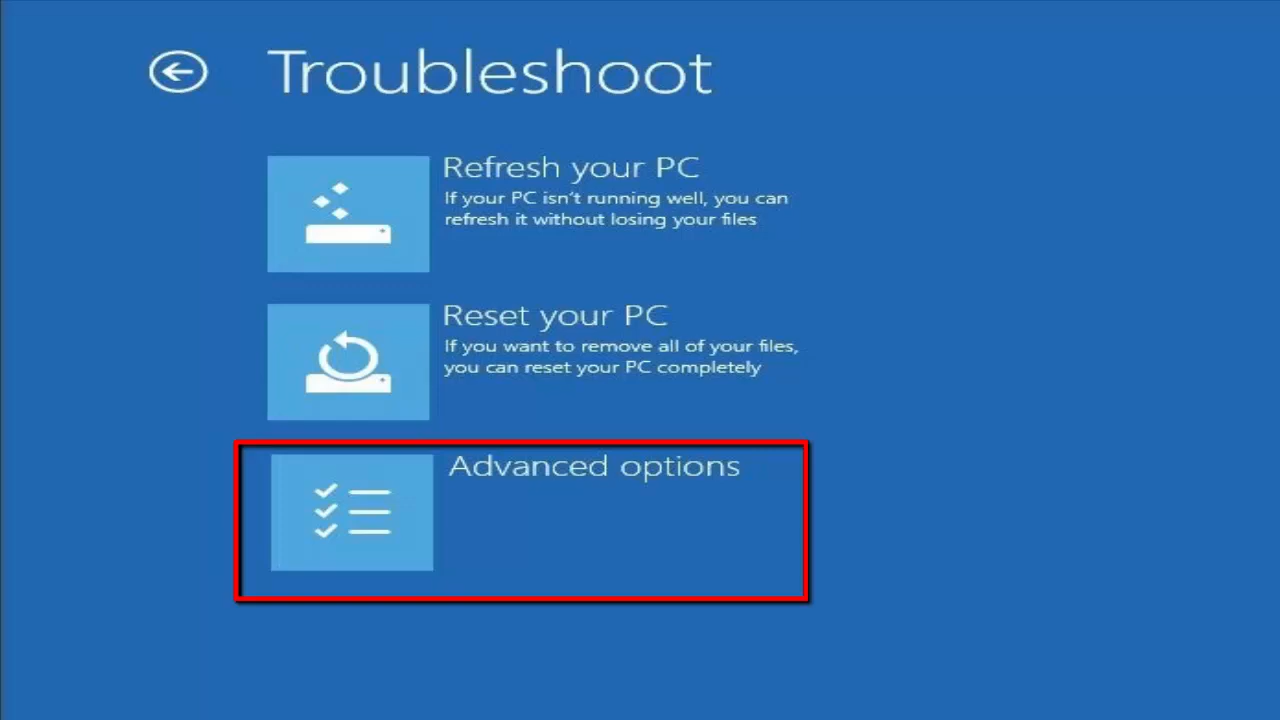 Troubleshoot
Refresh your PC
If your PC isn't running well, you can
refresh it without losing your files
Reset your PC
If you want to remove all of your files,
you can reset your PC completely
Advanced options